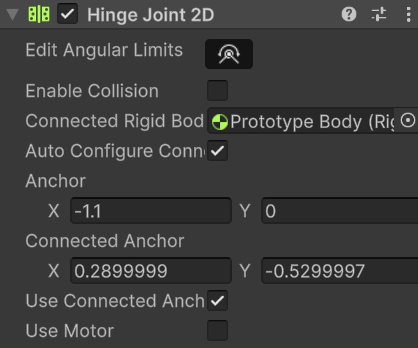 Hinge Joint 2D
Edit Angular Limits
Enable Collision
Connected Rigid Bod Prototype Body (Rig
Auto Configure Conn
Anchor
X -1.1 Y 0
Connected Anchor
X 0.2899999 Y -0.5299997
Use Connected Anch
Use Motor